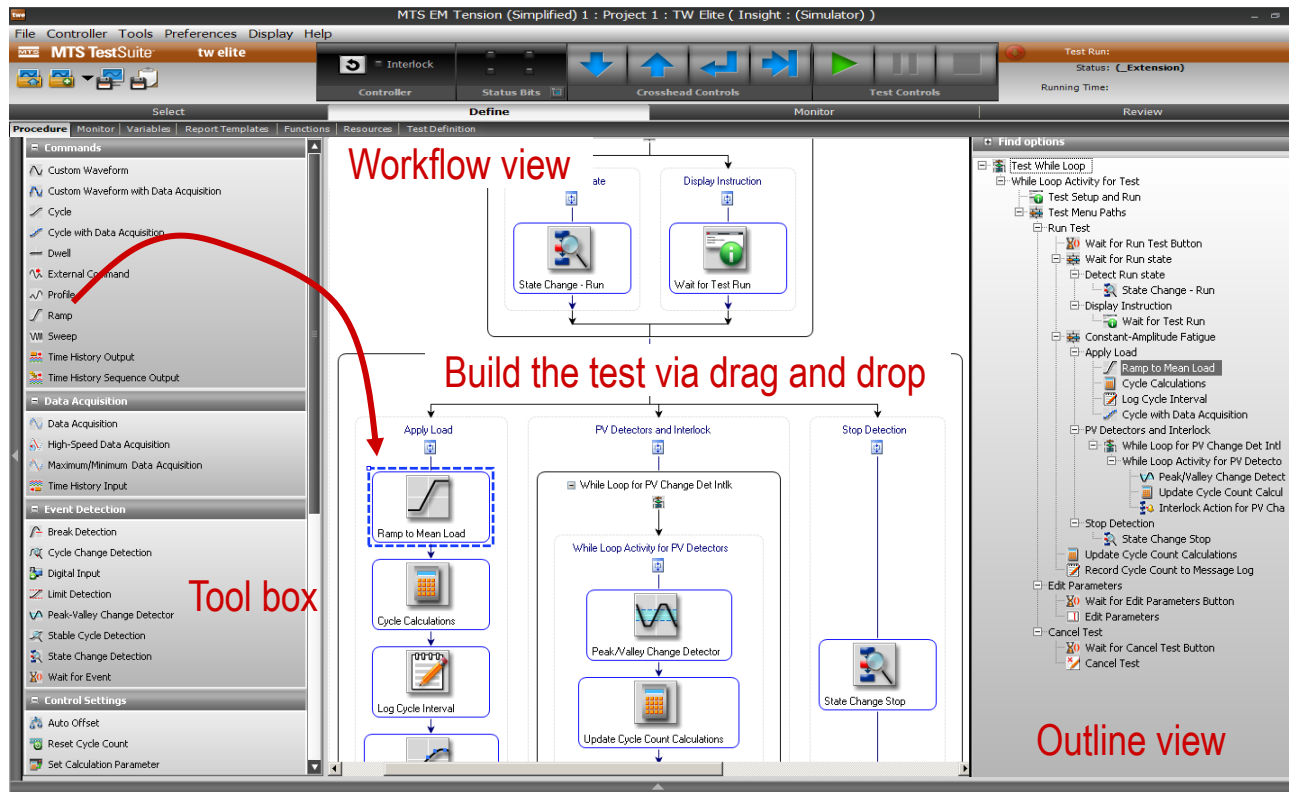 twe
MTS EM Tension (Simplified) 1 : Project 1 : TW Elite ( Insight : (Simulator) )
File Controller Tools Preferences Display Help
MTS MTS TestSuite tw elite
Interlock
Controller
Status Bits
Crosshead Controls
Test Controls
Test Run:
Status: (_Extension)
Running Time:
Select
Define
Monitor
Review
Procedure Monitor Variables Report Templates Functions Resources Test Definition
Commands
Custom Waveform
Custom Waveform with Data Acquisition
Cycle
Cycle with Data Acquisition
Dwell
External Command
Profile
Ramp
Sweep
Time History Output
Time History Sequence Output
Data Acquisition
Data Acquisition
High-Speed Data Acquisition
Maximum/Minimum Data Acquisition
Time History Input
Event Detection
Break Detection
Cycle Change Detection
Digital Input
Limit Detection
Peak-Valley Change Detector
Stable Cycle Detection
State Change Detection
Wait for Event
Tool box
Control Settings
Auto Offset
Reset Cycle Count
Set Calculation Parameter
Workflow view
ate
Display Instruction
State Change - Run
Wait for Test Run
Build the test via drag and drop
Apply Load
PV Detectors and Interlock
Stop Detection
Ramp to Mean Load
While Loop for PV Change Det Intlk
Cycle Calculations
While Loop Activity for PV Detectors
Peak/Valley Change Detector
Log Cycle Interval
State Change Stop
Update Cycle Count Calculations
Find options
Test While Loop
While Loop Activity for Test
Test Setup and Run
Test Menu Paths
Run Test
Wait for Run Test Button
Wait for Run state
Detect Run state
State Change - Run
Display Instruction
Wait for Test Run
Constant-Amplitude Fatigue
Apply Load
Ramp to Mean Load
Cycle Calculations
Log Cycle Interval
Cycle with Data Acquisition
PV Detectors and Interlock
While Loop for PV Change Det Intl
While Loop Activity for PV Detecto
Peak/Valley Change Detect
Update Cycle Count Calcul
Interlock Action for PV Cha
Stop Detection
State Change Stop
Update Cycle Count Calculations
Record Cycle Count to Message Log
Edit Parameters
Wait for Edit Parameters Button
Edit Parameters
Cancel Test
Wait for Cancel Test Button
Cancel Test
Outline view